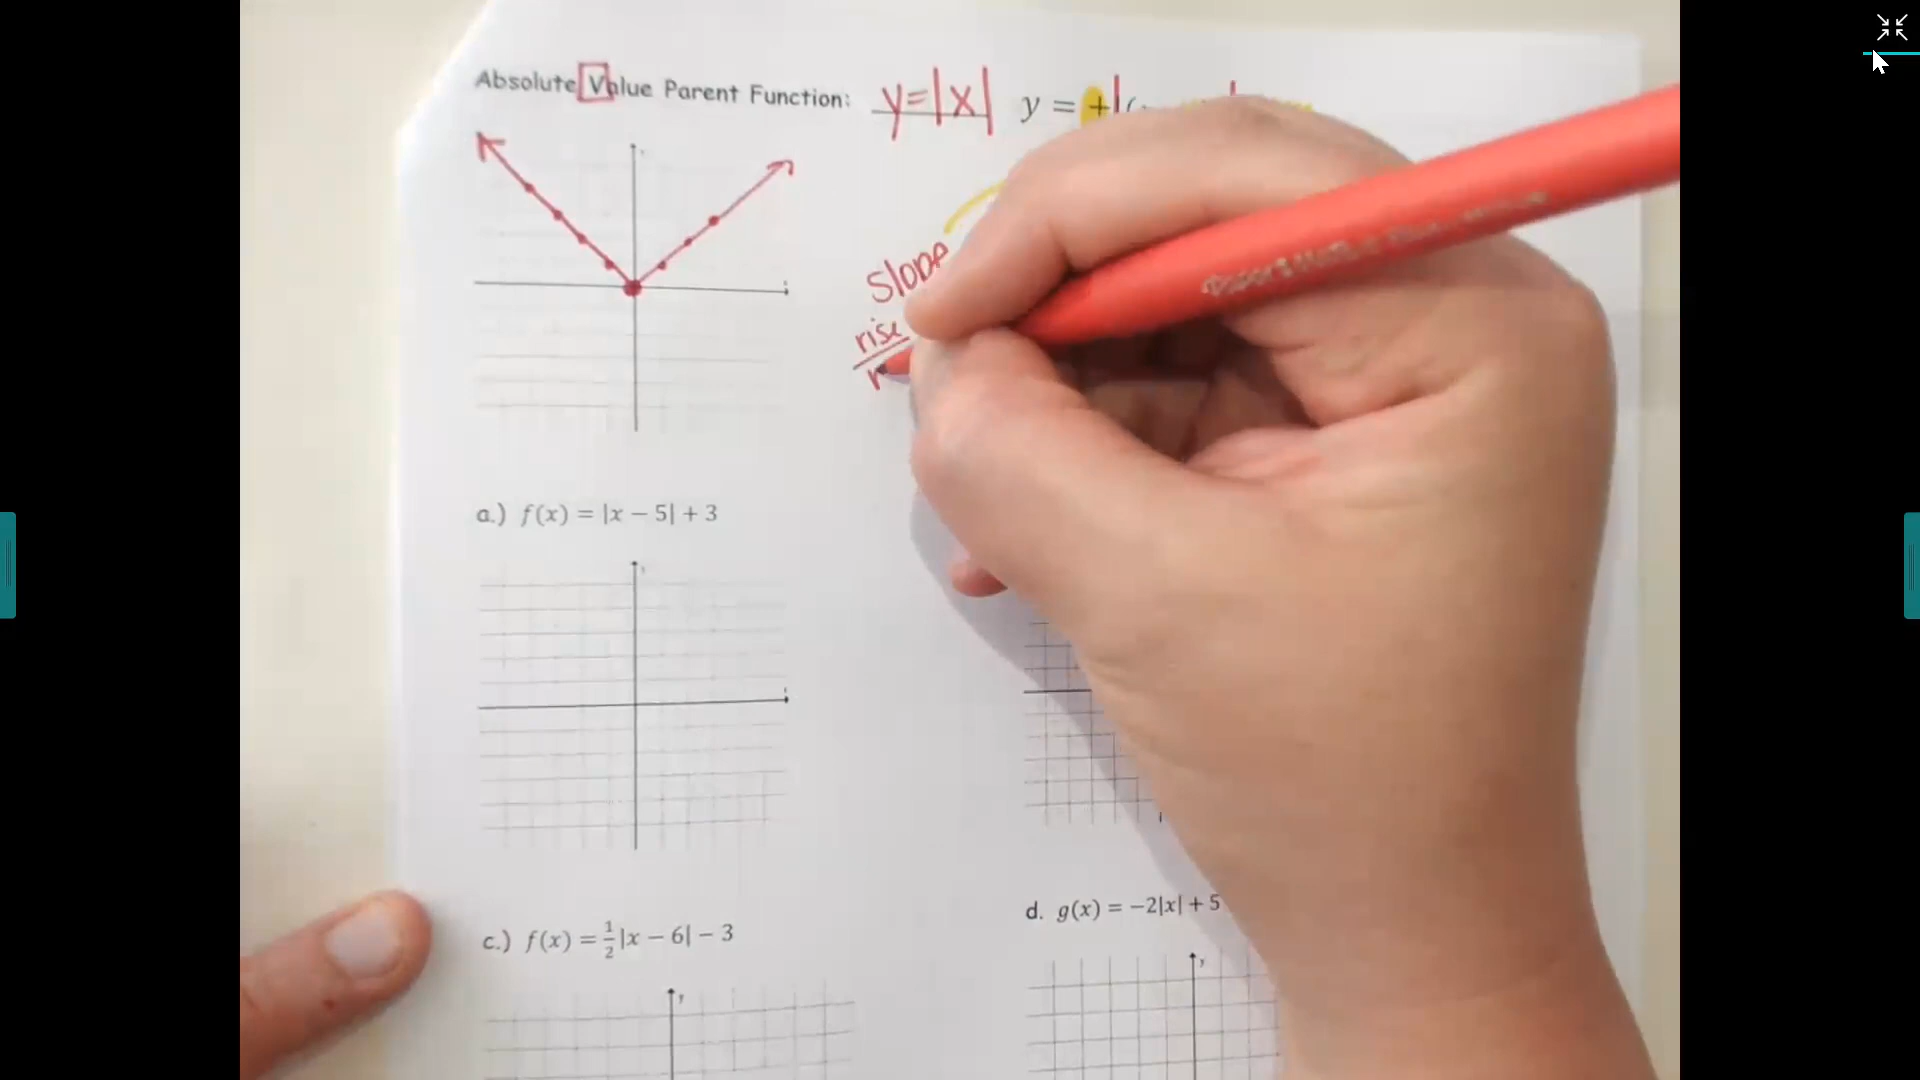 Absolute Value Parent Function: y=|x| y = +|(
Slope
rise
r
a.) f(x) = |x − 5| + 3
c.) f(x) = 1/2|x − 6| − 3
y
d. g(x) = −2|x| + 5
y